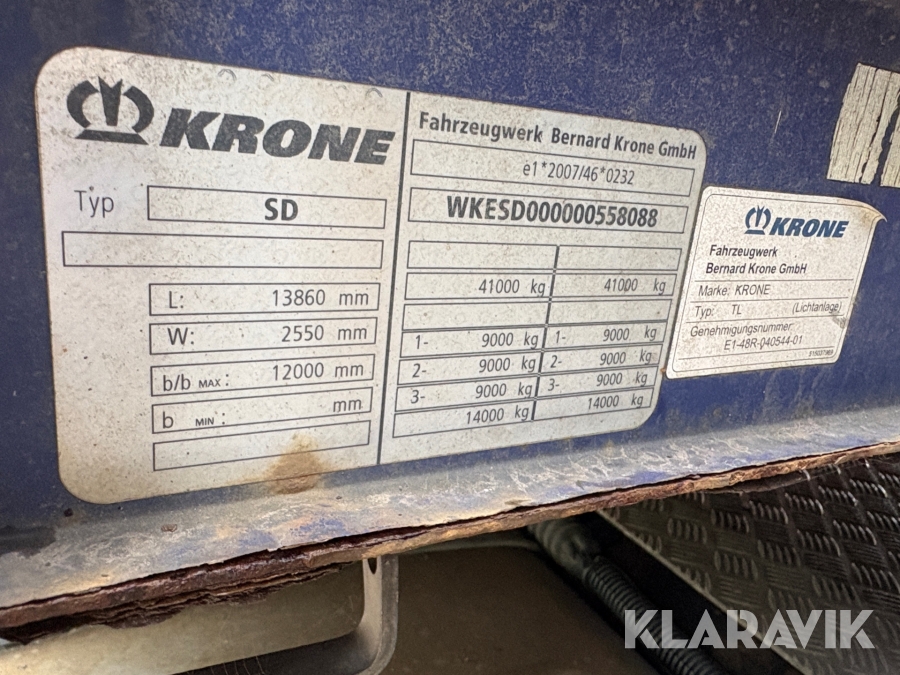 KRONE
Typ SD
L: 13860 mm
W: 2550 mm
b/b MAX: 12000 mm
b MIN: mm
Fahrzeugwerk Bernard Krone GmbH
e1*2007/46*0232
WKESD000000558088
41000 kg 41000 kg
1- 9000 kg 1- 9000 kg
2- 9000 kg 2- 9000 kg
3- 9000 kg 3- 9000 kg
14000 kg 14000 kg
KRONE
Fahrzeugwerk
Bernard Krone GmbH
Marke: KRONE
Typ: TL (Lichtanlage)
Genehmigungsnummer:
E1-48R-040544-01
KLARAVIK